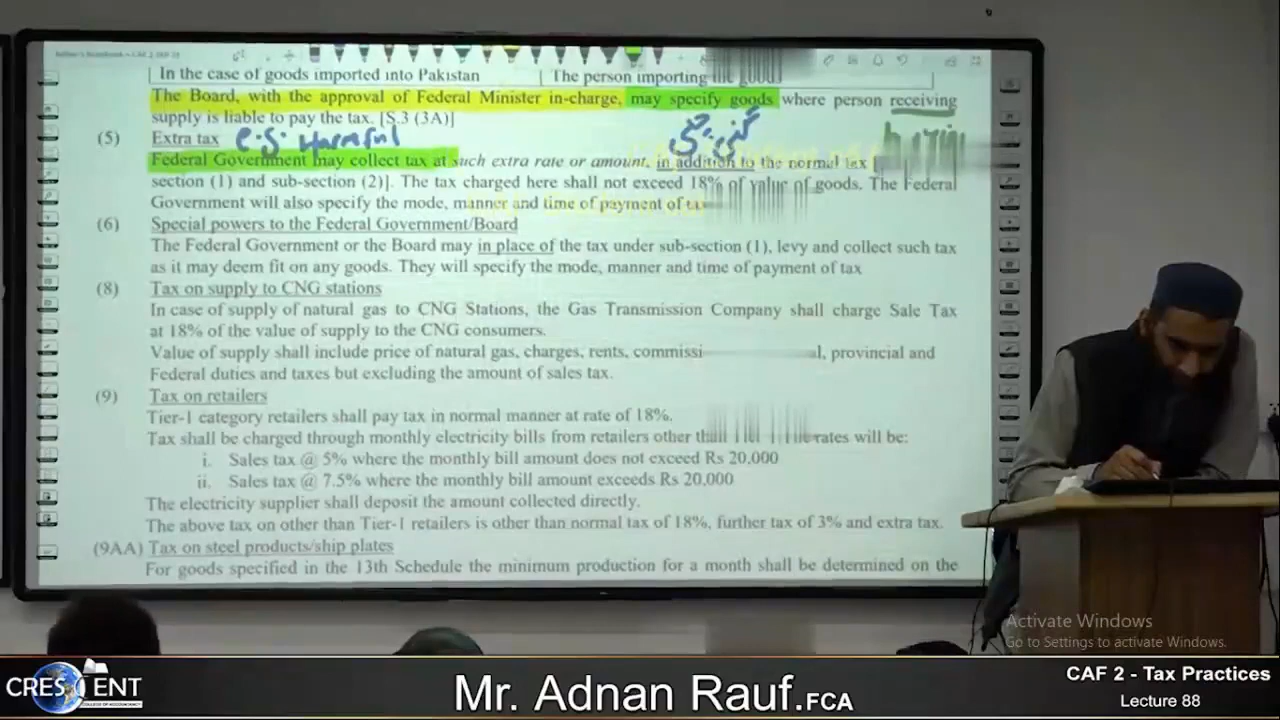 In the case of goods imported into Pakistan The person importing the goods
The Board, with the approval of Federal Minister in-charge, may specify goods where person receiving
supply is liable to pay the tax. [S.3 (3A)]
(5) Extra tax e.g. Harmful
Federal Government may collect tax at such extra rate or amount, in addition to the normal tax [
section (1) and sub-section (2)]. The tax charged here shall not exceed 18% of value of goods. The Federal
Government will also specify the mode, manner and time of payment of tax
(6) Special powers to the Federal Government/Board
The Federal Government or the Board may in place of the tax under sub-section (1), levy and collect such tax
as it may deem fit on any goods. They will specify the mode, manner and time of payment of tax
(8) Tax on supply to CNG stations
In case of supply of natural gas to CNG Stations, the Gas Transmission Company shall charge Sale Tax
at 18% of the value of supply to the CNG consumers.
Value of supply shall include price of natural gas, charges, rents, commissi al, provincial and
Federal duties and taxes but excluding the amount of sales tax.
(9) Tax on retailers
Tier-1 category retailers shall pay tax in normal manner at rate of 18%.
Tax shall be charged through monthly electricity bills from retailers other than rates will be:
i. Sales tax @ 5% where the monthly bill amount does not exceed Rs 20,000
ii. Sales tax @ 7.5% where the monthly bill amount exceeds Rs 20,000
The electricity supplier shall deposit the amount collected directly.
The above tax on other than Tier-1 retailers is other than normal tax of 18%, further tax of 3% and extra tax.
(9AA) Tax on steel products/ship plates
For goods specified in the 13th Schedule the minimum production for a month shall be determined on the
Activate Windows
Go to Settings to activate Windows.
CRESCENT
COLLEGE OF ACCOUNTANCY
Mr. Adnan Rauf.FCA
CAF 2 - Tax Practices
Lecture 88